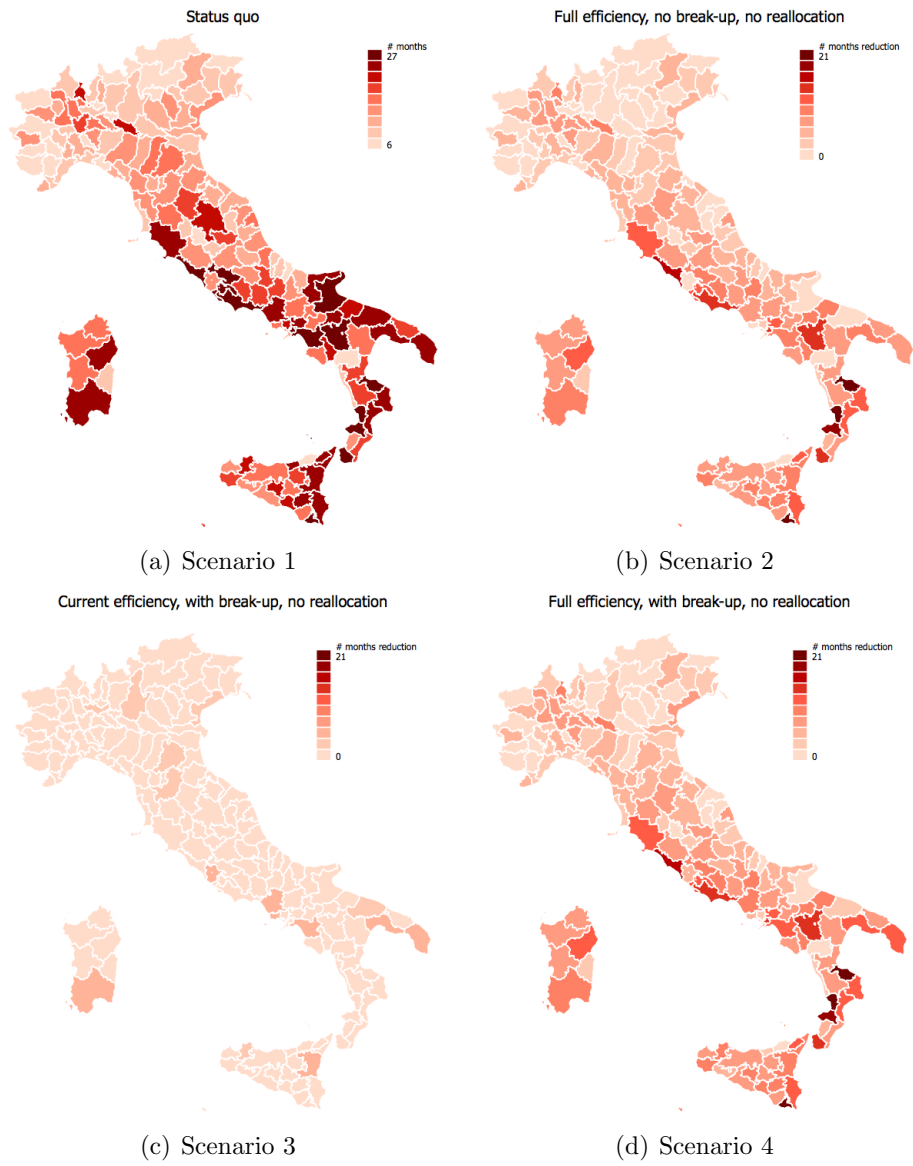 Status quo
# months
27
6
Full efficiency, no break-up, no reallocation
# months reduction
21
0
(a) Scenario 1
(b) Scenario 2
Current efficiency, with break-up, no reallocation
# months reduction
21
0
Full efficiency, with break-up, no reallocation
# months reduction
21
0
(c) Scenario 3
(d) Scenario 4